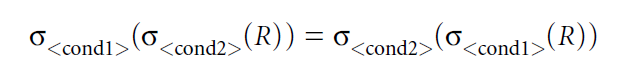 σ<cond1>(σ<cond2>(R)) = σ<cond2>(σ<cond1>(R))